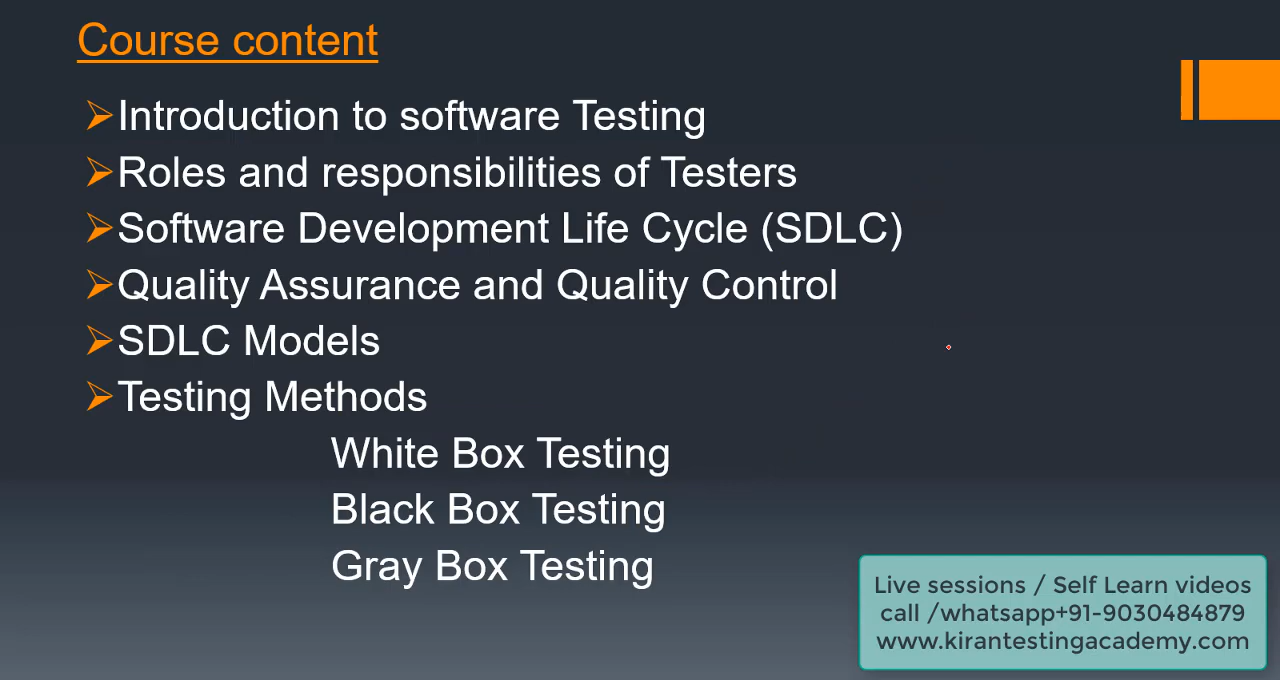 Course content
Introduction to software Testing
Roles and responsibilities of Testers
Software Development Life Cycle (SDLC)
Quality Assurance and Quality Control
SDLC Models
Testing Methods
White Box Testing
Black Box Testing
Gray Box Testing
Live sessions / Self Learn videos
call /whatsapp+91-9030484879
www.kirantestingacademy.com